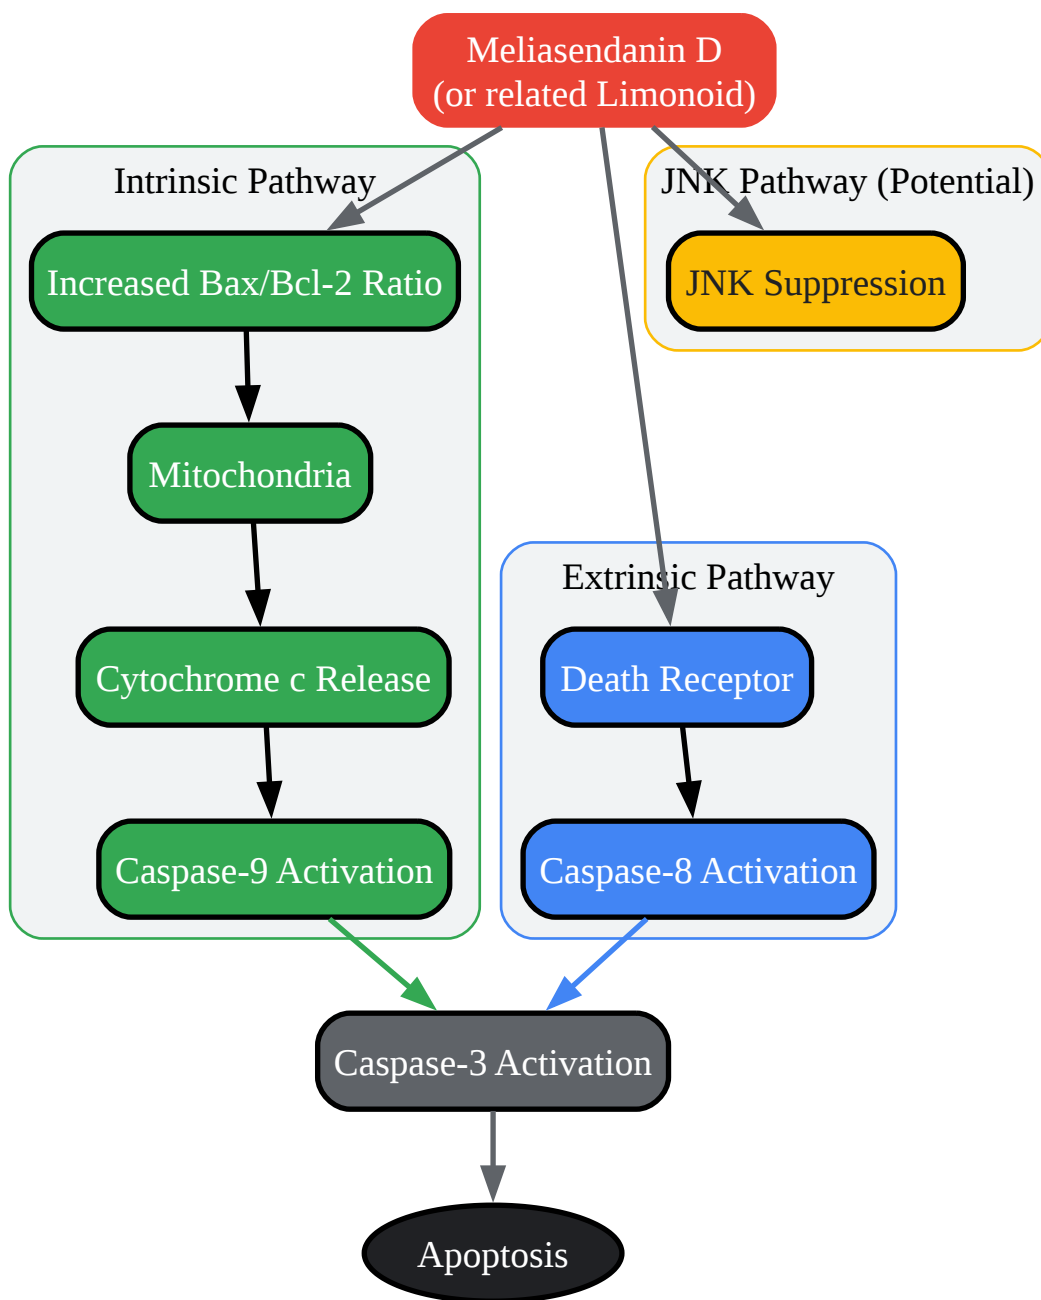 Meliasendanin D
(or related Limonoid)
Intrinsic Pathway
JNK Pathway (Potential)
Increased Bax/Bcl-2 Ratio
JNK Suppression
Mitochondria
Extrinsic Pathway
Cytochrome c Release
Death Receptor
Caspase-9 Activation
Caspase-8 Activation
Caspase-3 Activation
Apoptosis